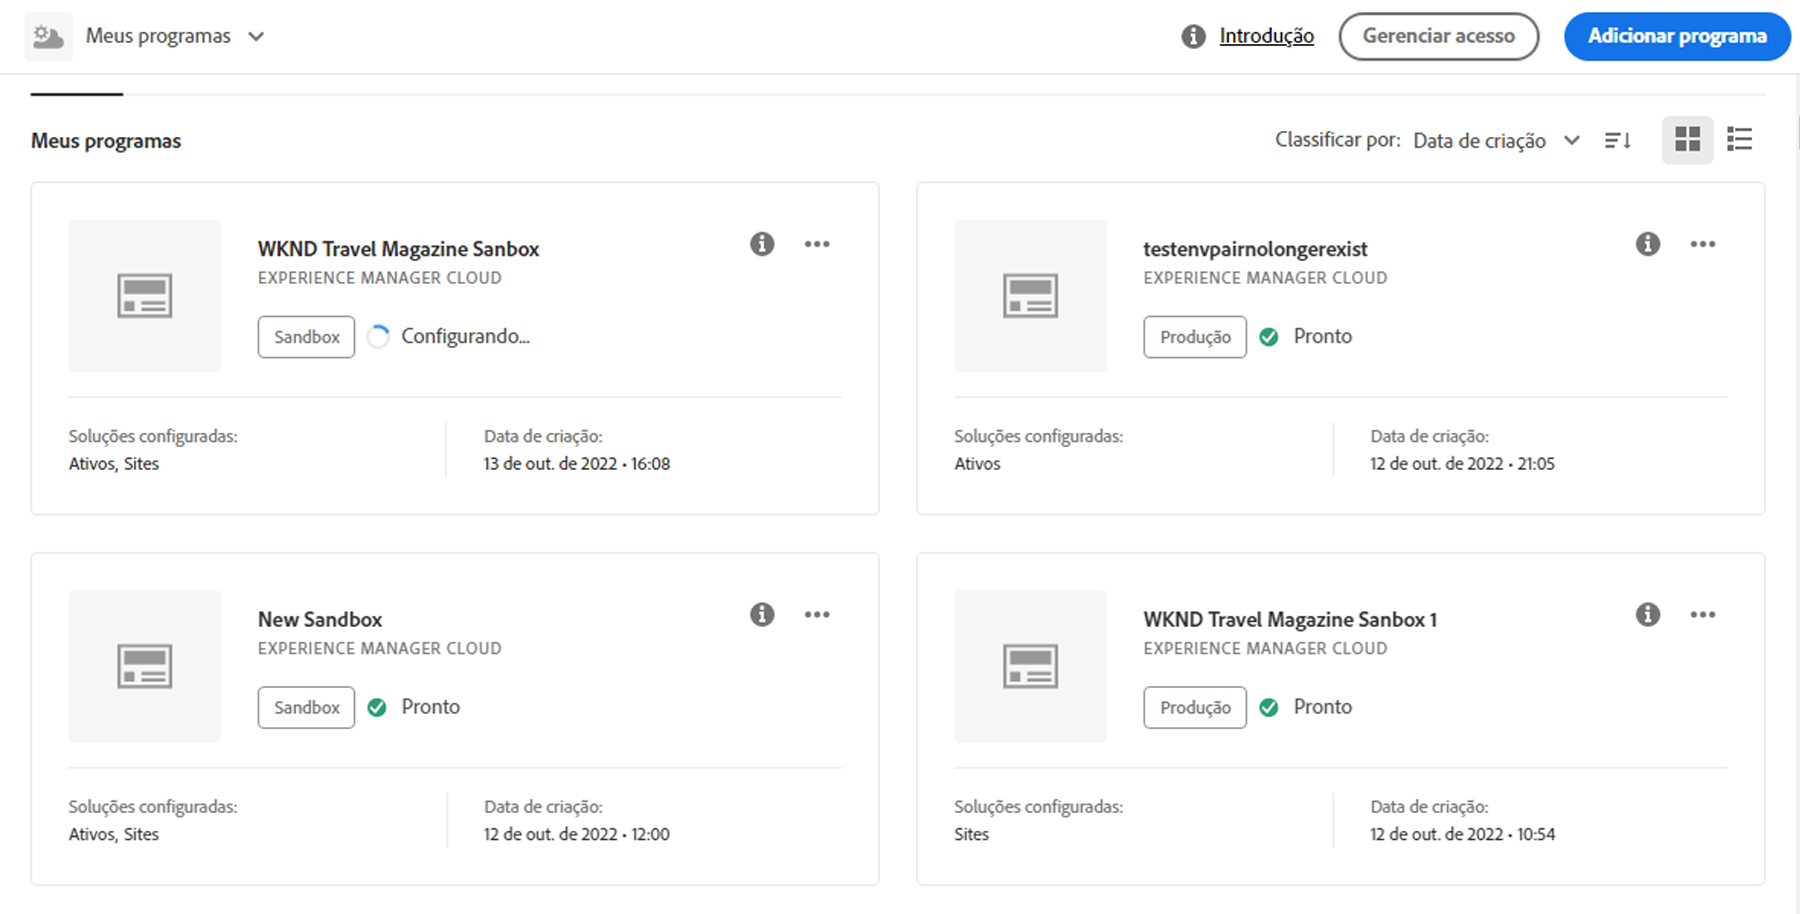 Meus programas
Introdução
Gerenciar acesso
Adicionar programa
Meus programas
Classificar por: Data de criação
WKND Travel Magazine Sanbox
EXPERIENCE MANAGER CLOUD
Sandbox
Configurando...
Soluções configuradas:
Ativos, Sites
Data de criação:
13 de out. de 2022 • 16:08
testenvpairnolongerexist
EXPERIENCE MANAGER CLOUD
Produção
Pronto
Soluções configuradas:
Ativos
Data de criação:
12 de out. de 2022 • 21:05
New Sandbox
EXPERIENCE MANAGER CLOUD
Sandbox
Pronto
Soluções configuradas:
Ativos, Sites
Data de criação:
12 de out. de 2022 • 12:00
WKND Travel Magazine Sanbox 1
EXPERIENCE MANAGER CLOUD
Produção
Pronto
Soluções configuradas:
Sites
Data de criação:
12 de out. de 2022 • 10:54